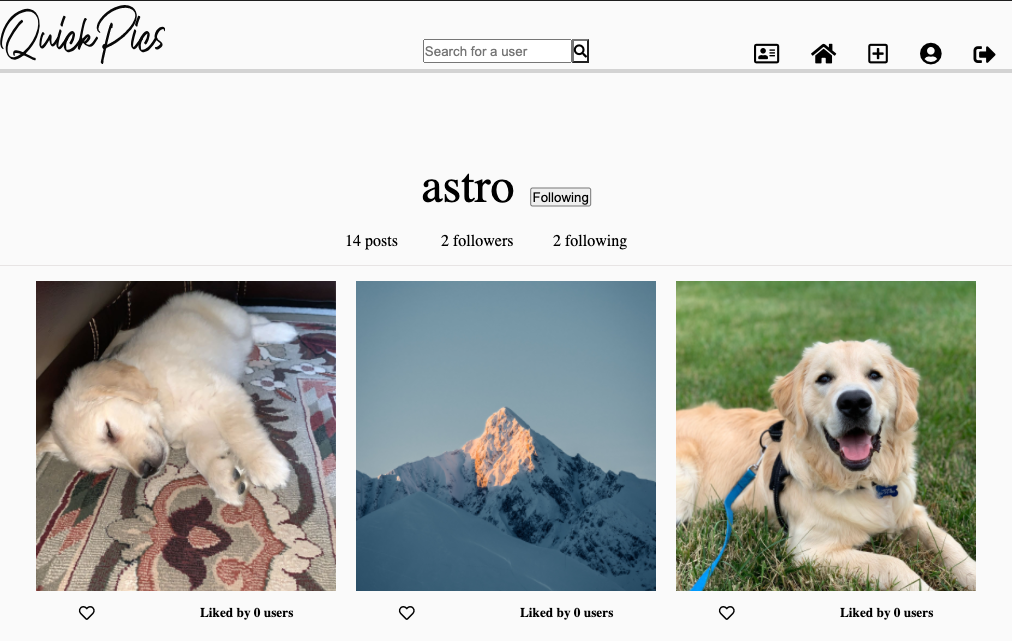 QuickPics
Search for a user
astro Following
14 posts 2 followers 2 following
Liked by 0 users Liked by 0 users Liked by 0 users